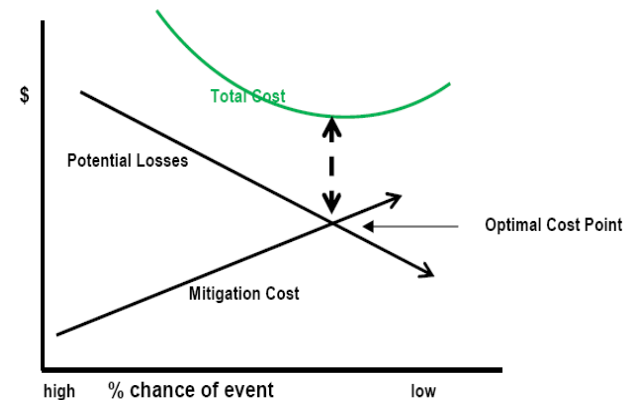 Total Cost
$
Potential Losses
Optimal Cost Point
Mitigation Cost
high % chance of event low